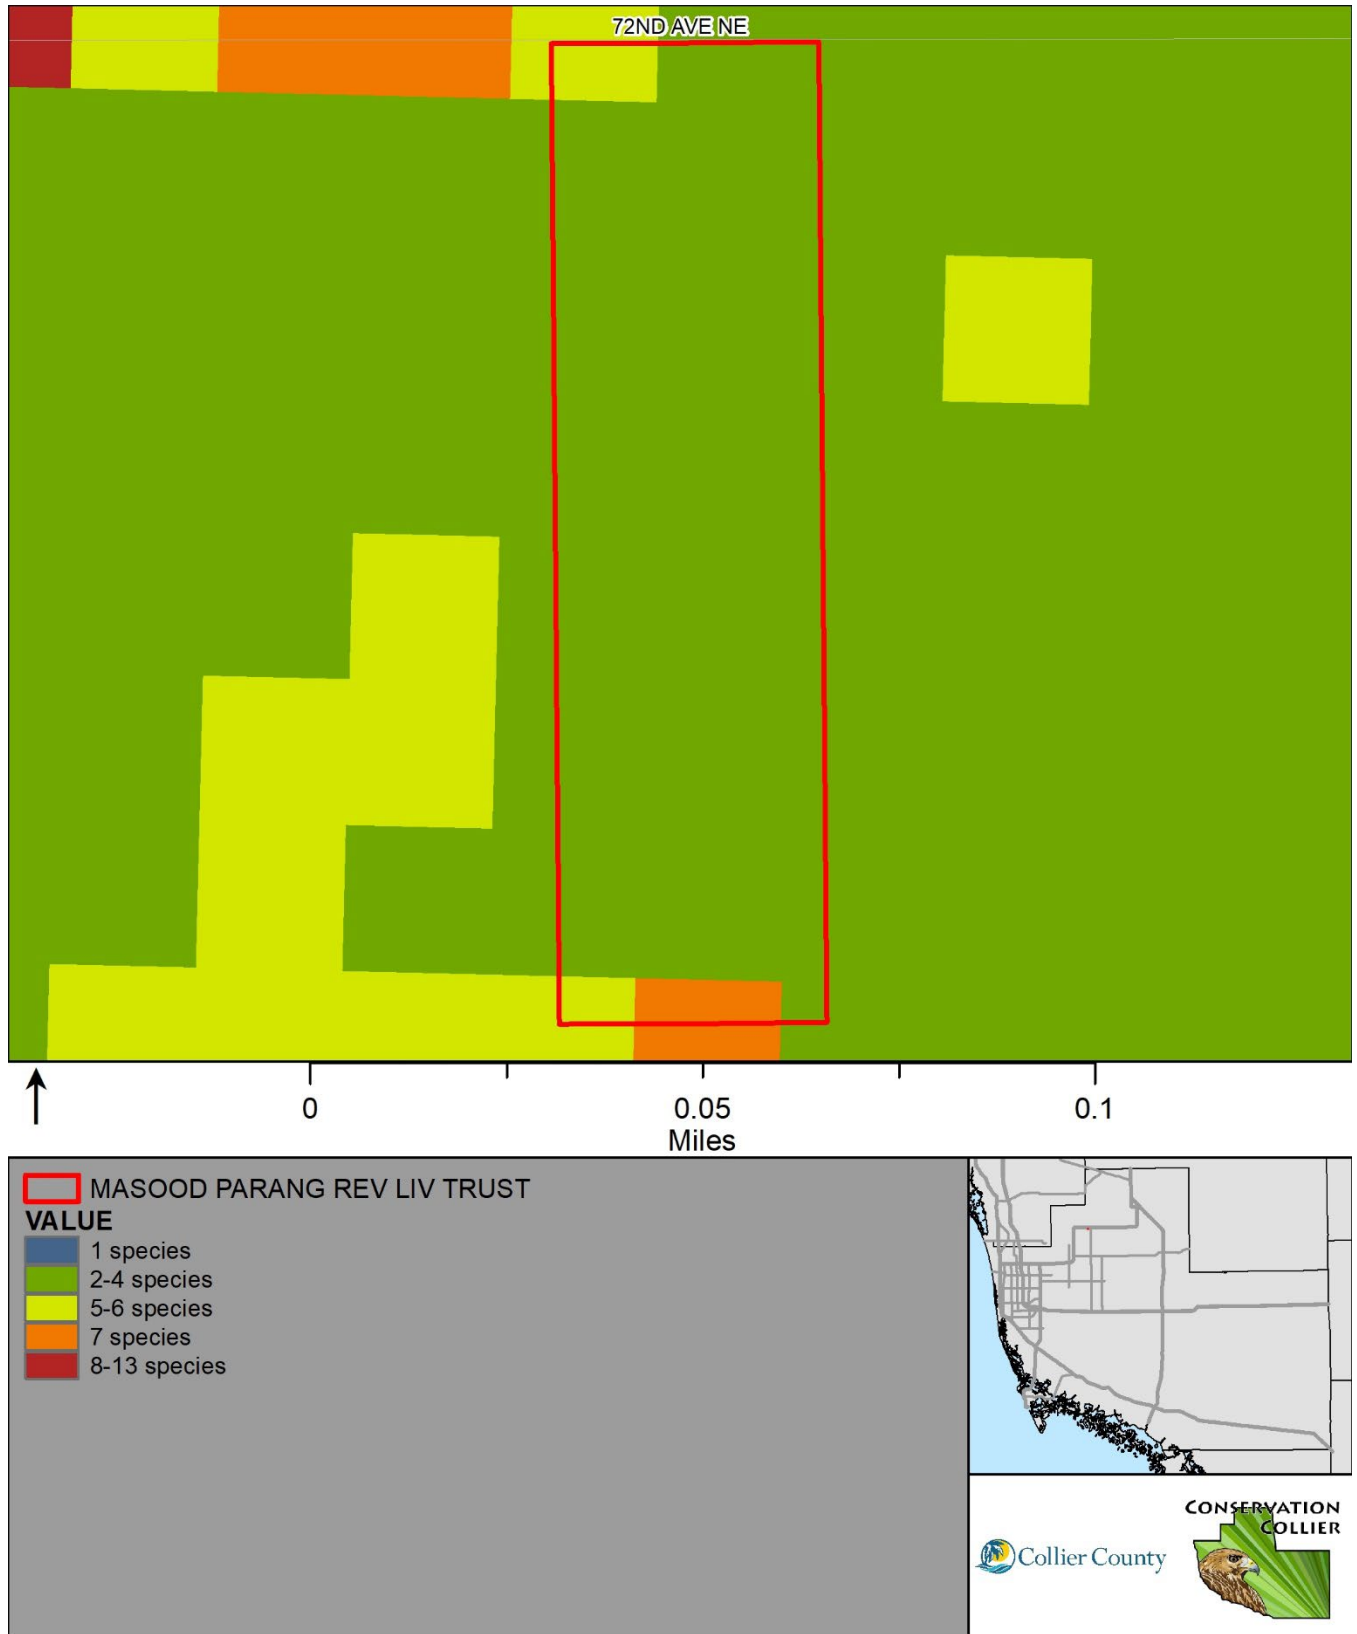 72ND AVE NE
0 0.05 0.1
Miles
MASOOD PARANG REV LIV TRUST
VALUE
1 species
2-4 species
5-6 species
7 species
8-13 species
CONSERVATION
COLLIER
Collier County